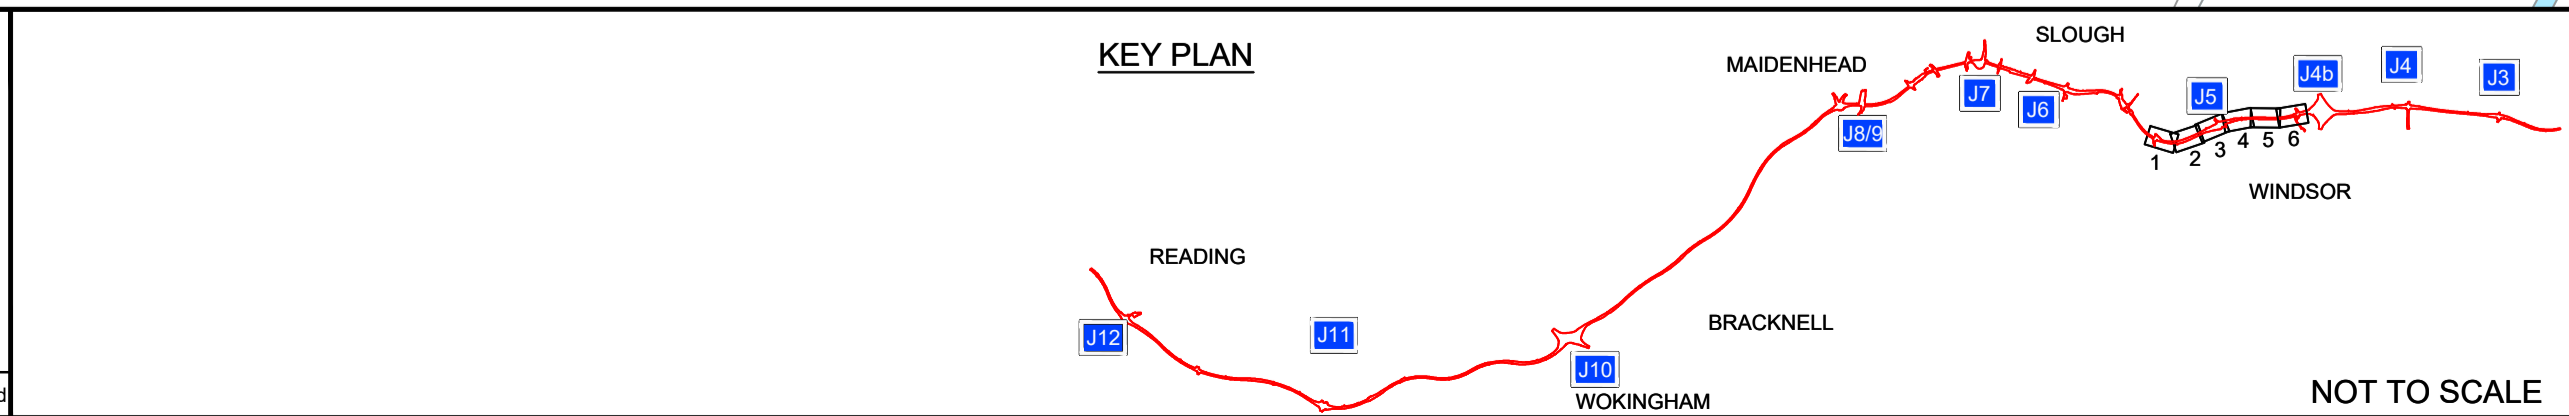 KEY PLAN
SLOUGH
MAIDENHEAD
J4b
J4
J3
J7
J5
J6
J8/9
1
2
3
4
5
6
WINDSOR
READING
J12
J11
BRACKNELL
J10
WOKINGHAM
NOT TO SCALE